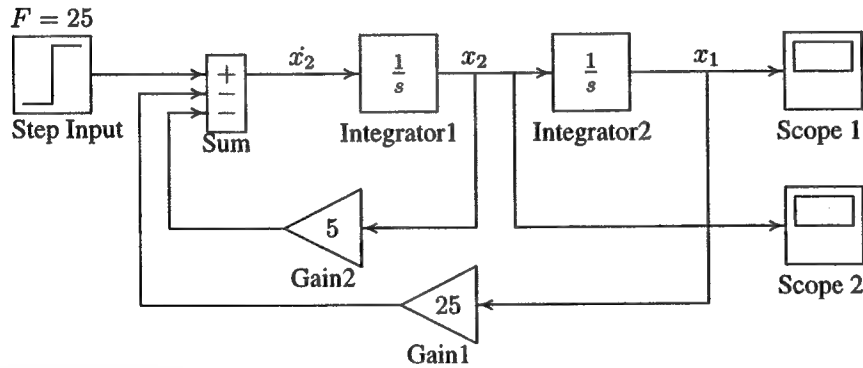 F = 25
Step Input
+
−
−
Sum
ẋ₂
1
s
Integrator1
x₂
1
s
Integrator2
x₁
Scope 1
5
Gain2
Scope 2
25
Gain1